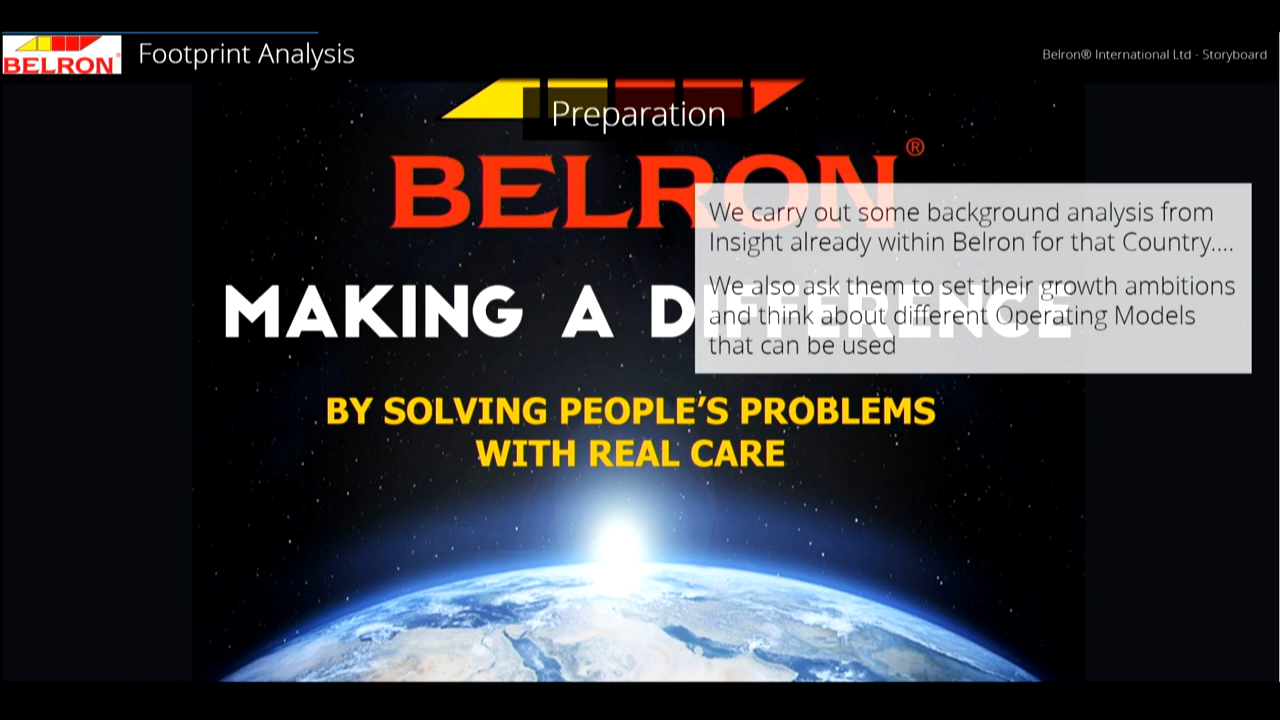 BELRON®
Footprint Analysis
Belron® International Ltd - Storyboard
Preparation
BELRON®
We carry out some background analysis from
Insight already within Belron for that Country....
We also ask them to set their growth ambitions
and think about different Operating Models
that can be used
MAKING A DIFFERENCE
BY SOLVING PEOPLE’S PROBLEMS
WITH REAL CARE